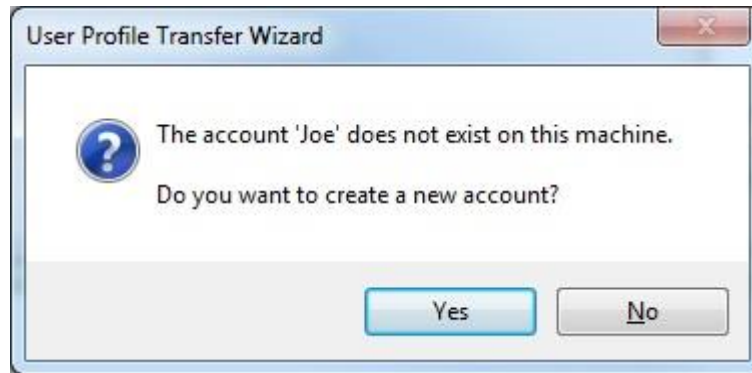 User Profile Transfer Wizard
The account 'Joe' does not exist on this machine.
Do you want to create a new account?
Yes No